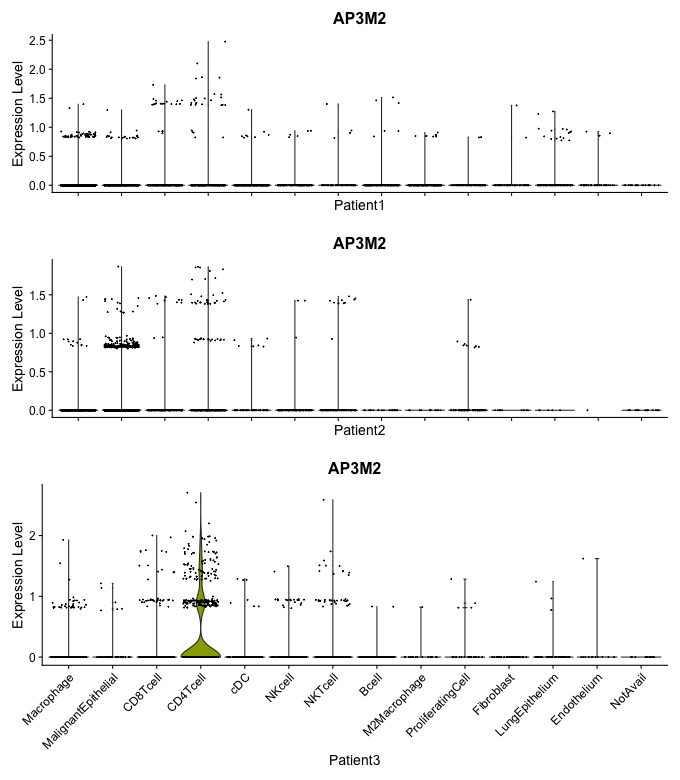 AP3M2
Expression Level
2.5
2.0
1.5
1.0
0.5
0.0
Patient1
AP3M2
Expression Level
1.5
1.0
0.5
0.0
Patient2
AP3M2
Expression Level
2
1
0
Macrophage
MalignantEpithelial
CD8Tcell
CD4Tcell
cDC
NKcell
NKTcell
Bcell
M2Macrophage
ProliferatingCell
Fibroblast
LungEpithelium
Endothelium
NotAvail
Patient3